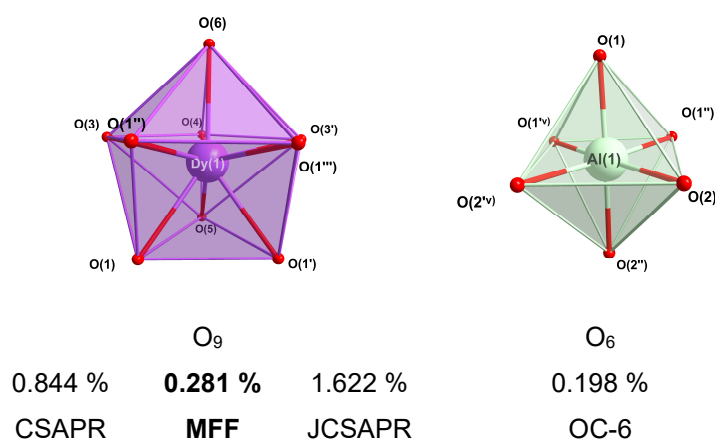 O(6)
O(1)
O(3)
O(1'')
O(4)
O(3')
O(1'ᵛ)
O(1'')
Dy(1)
O(1''')
Al(1)
O(2'ᵛ)
O(2)
O(5)
O(1)
O(1')
O(2'')
O₉
O₆
0.844 %
0.281 %
1.622 %
0.198 %
CSAPR
MFF
JCSAPR
OC-6